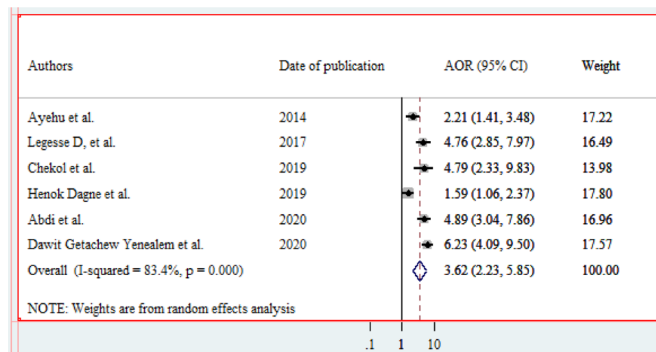 Authors Date of publication AOR (95% CI) Weight
Ayehu et al. 2014 2.21 (1.41, 3.48) 17.22
Legesse D, et al. 2017 4.76 (2.85, 7.97) 16.49
Chekol et al. 2019 4.79 (2.33, 9.83) 13.98
Henok Dagne et al. 2019 1.59 (1.06, 2.37) 17.80
Abdi et al. 2020 4.89 (3.04, 7.86) 16.96
Dawit Getachew Yenealem et al. 2020 6.23 (4.09, 9.50) 17.57
Overall (I-squared = 83.4%, p = 0.000) 3.62 (2.23, 5.85) 100.00
NOTE: Weights are from random effects analysis
.1 1 10